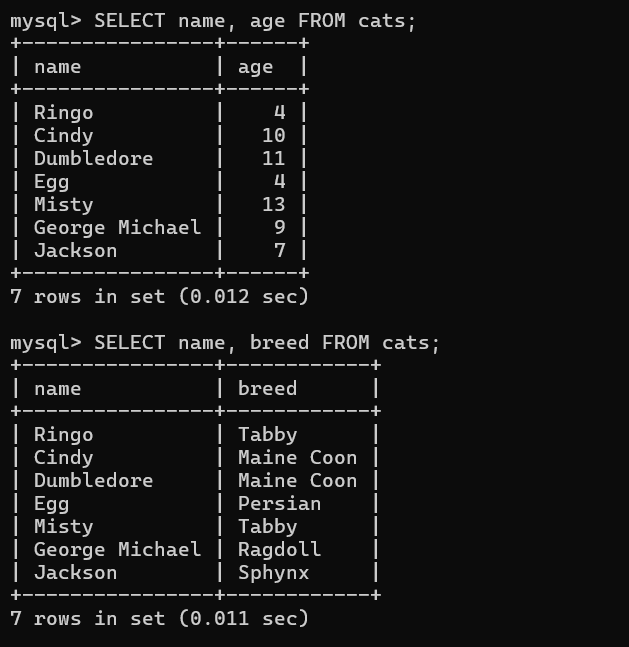 mysql> SELECT name, age FROM cats;
+----------------+------+
| name           | age  |
+----------------+------+
| Ringo          |    4 |
| Cindy          |   10 |
| Dumbledore     |   11 |
| Egg            |    4 |
| Misty          |   13 |
| George Michael |    9 |
| Jackson        |    7 |
+----------------+------+
7 rows in set (0.012 sec)

mysql> SELECT name, breed FROM cats;
+----------------+------------+
| name           | breed      |
+----------------+------------+
| Ringo          | Tabby      |
| Cindy          | Maine Coon |
| Dumbledore     | Maine Coon |
| Egg            | Persian    |
| Misty          | Tabby      |
| George Michael | Ragdoll    |
| Jackson        | Sphynx     |
+----------------+------------+
7 rows in set (0.011 sec)